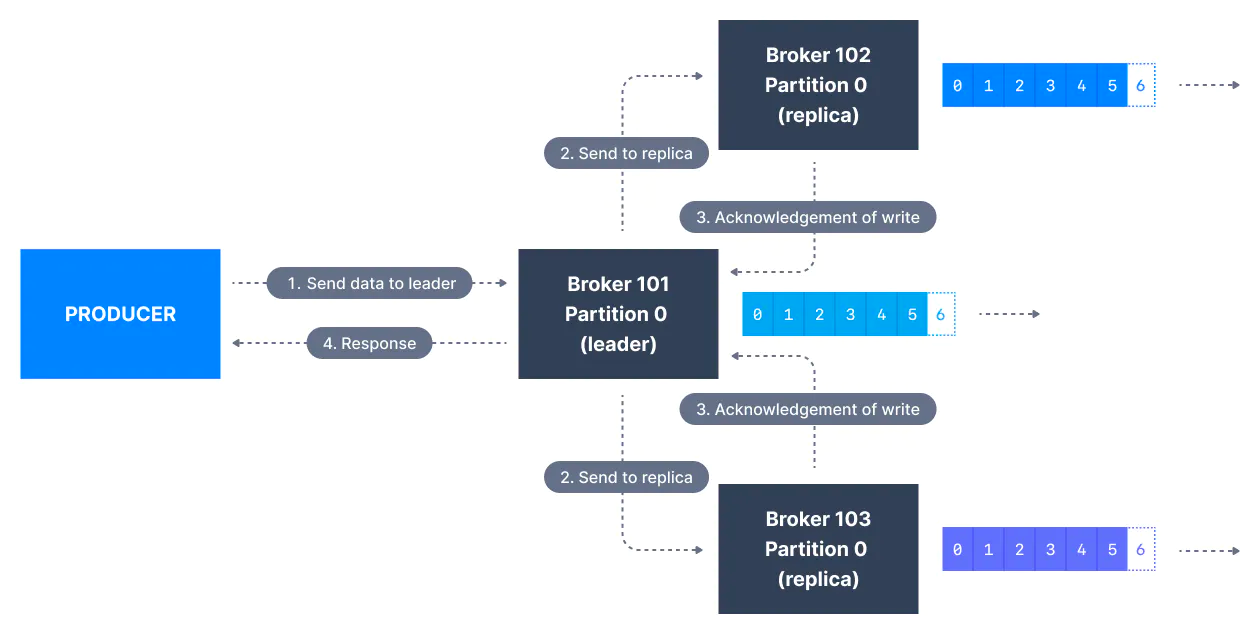 Broker 102
Partition 0
(replica)
0 1 2 3 4 5 6
2. Send to replica
3. Acknowledgement of write
PRODUCER
1. Send data to leader
4. Response
Broker 101
Partition 0
(leader)
0 1 2 3 4 5 6
3. Acknowledgement of write
2. Send to replica
Broker 103
Partition 0
(replica)
0 1 2 3 4 5 6